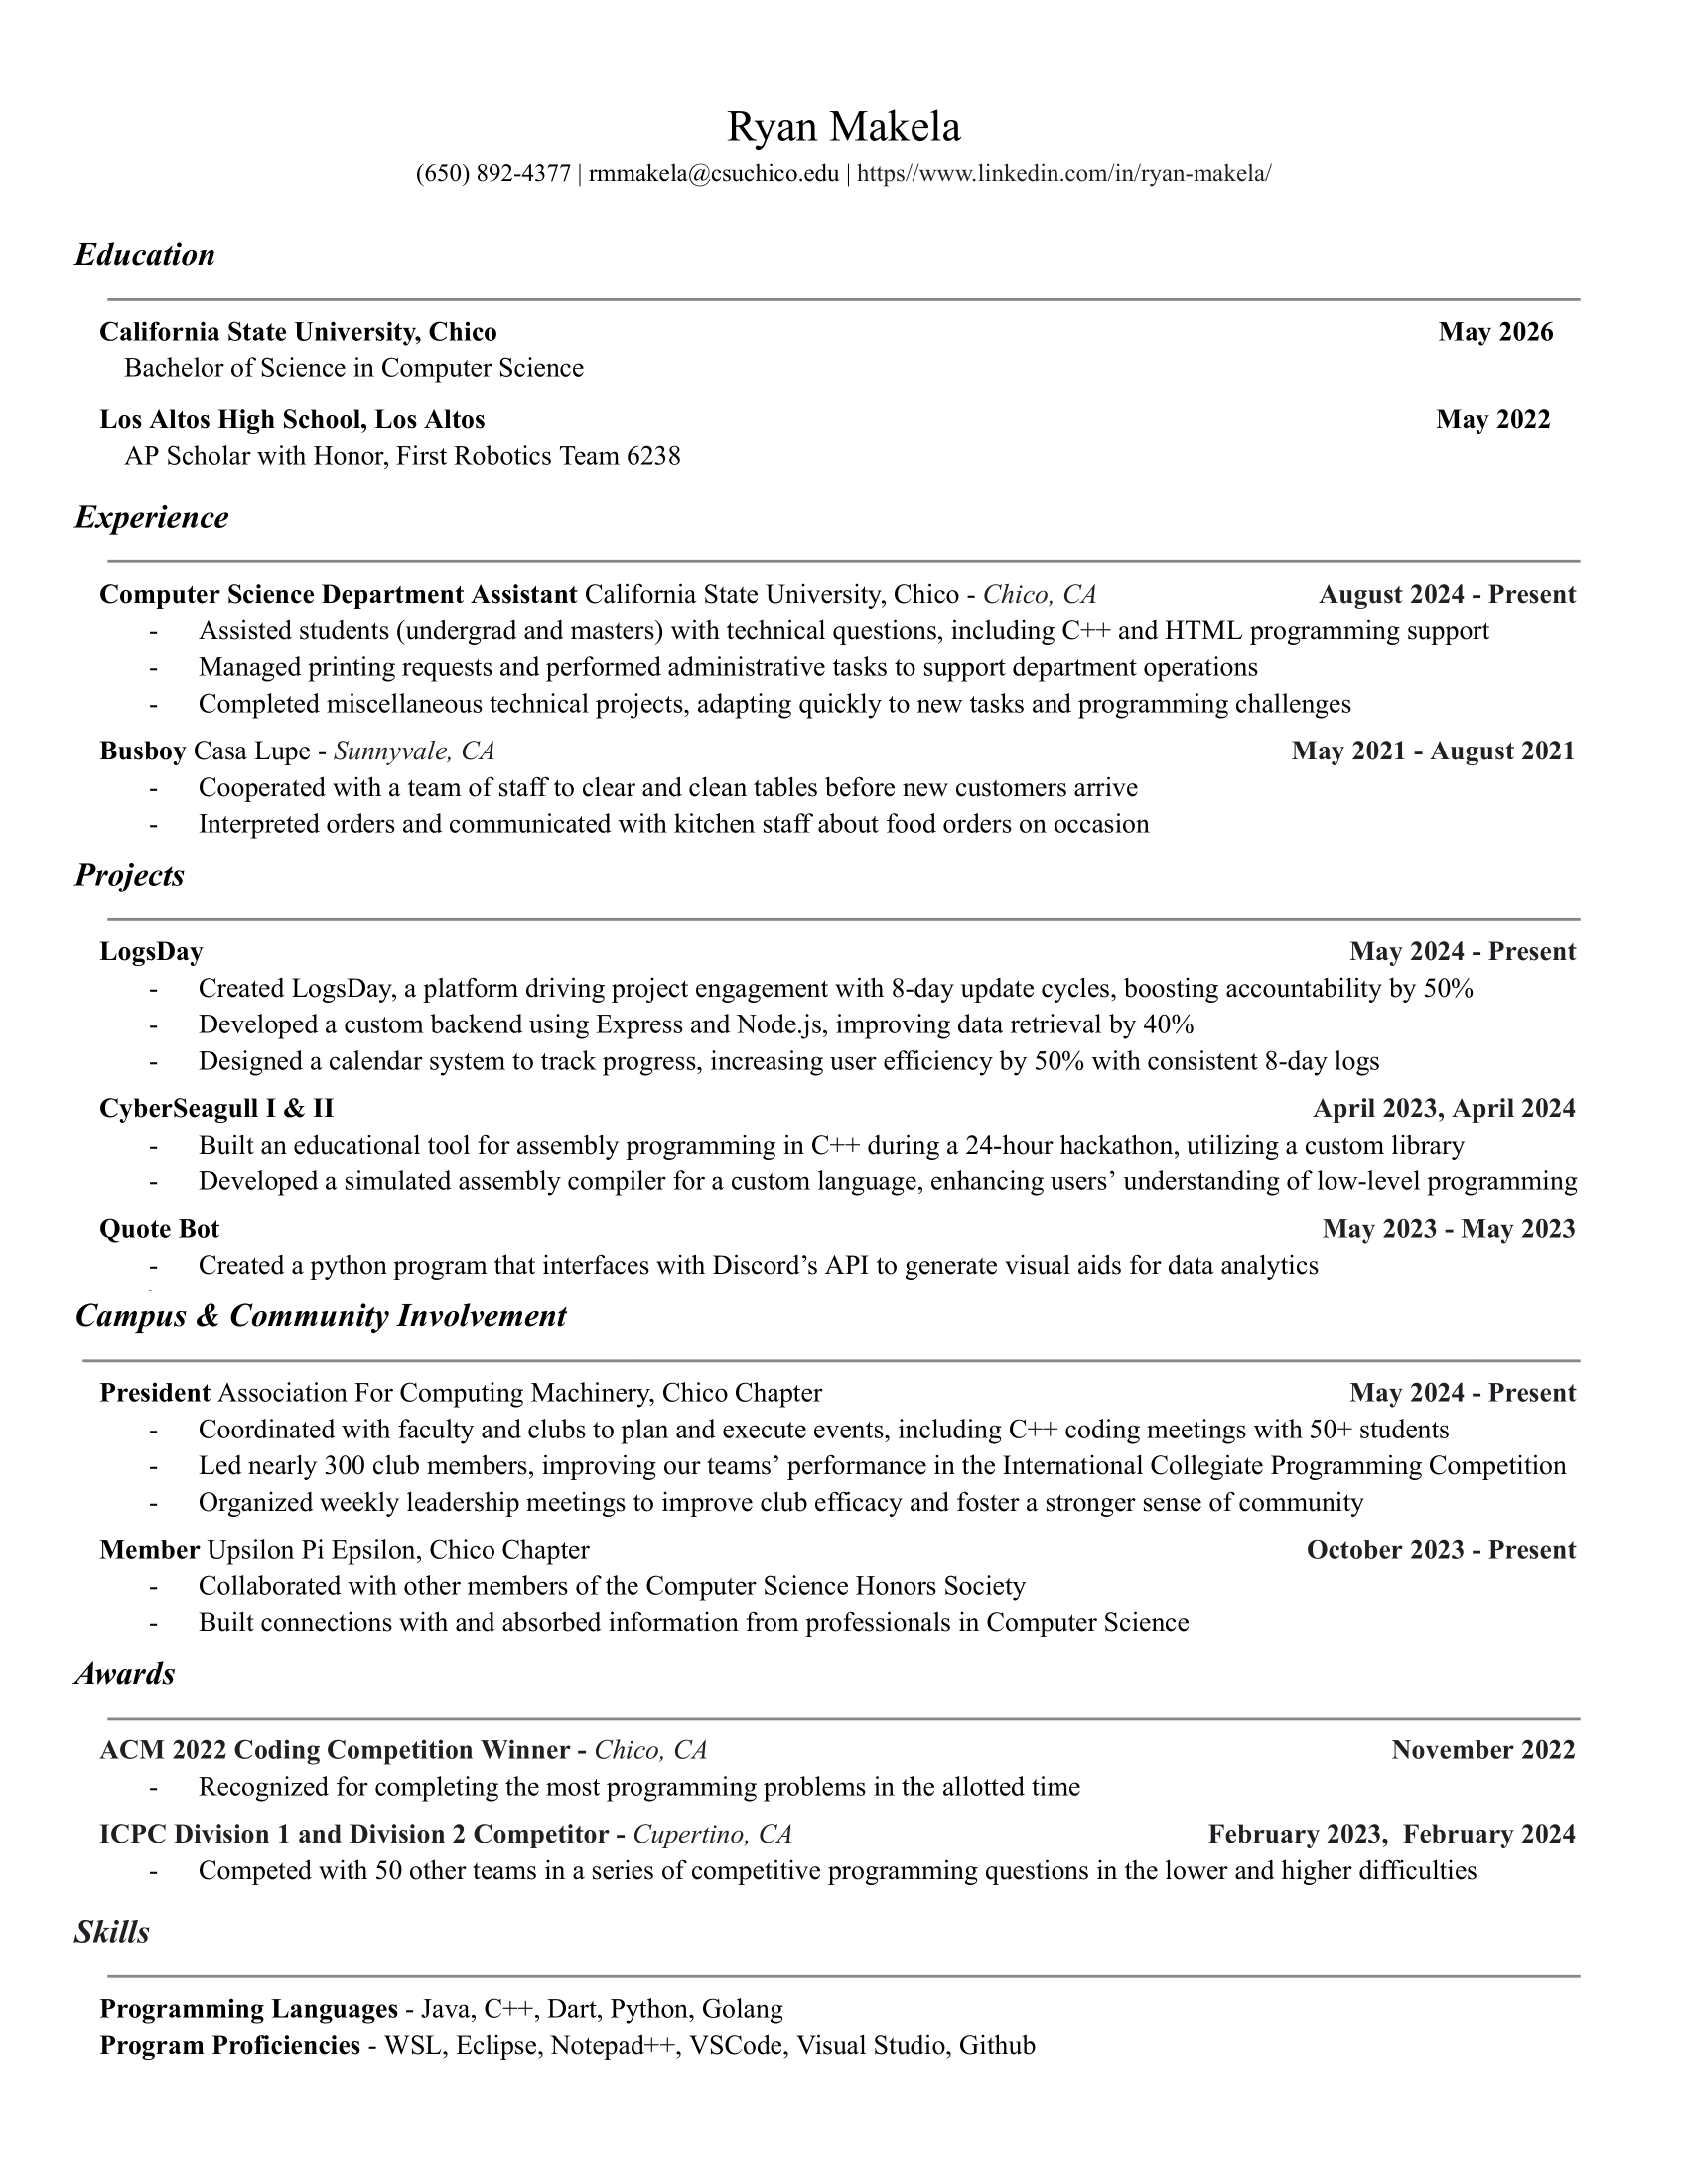 Ryan Makela
(650) 892-4377 | rmmakela@csuchico.edu | https//www.linkedin.com/in/ryan-makela/
Education
California State University, Chico May 2026
Bachelor of Science in Computer Science
Los Altos High School, Los Altos May 2022
AP Scholar with Honor, First Robotics Team 6238
Experience
Computer Science Department Assistant California State University, Chico - Chico, CA August 2024 - Present
- Assisted students (undergrad and masters) with technical questions, including C++ and HTML programming support
- Managed printing requests and performed administrative tasks to support department operations
- Completed miscellaneous technical projects, adapting quickly to new tasks and programming challenges
Busboy Casa Lupe - Sunnyvale, CA May 2021 - August 2021
- Cooperated with a team of staff to clear and clean tables before new customers arrive
- Interpreted orders and communicated with kitchen staff about food orders on occasion
Projects
LogsDay May 2024 - Present
- Created LogsDay, a platform driving project engagement with 8-day update cycles, boosting accountability by 50%
- Developed a custom backend using Express and Node.js, improving data retrieval by 40%
- Designed a calendar system to track progress, increasing user efficiency by 50% with consistent 8-day logs
CyberSeagull I & II April 2023, April 2024
- Built an educational tool for assembly programming in C++ during a 24-hour hackathon, utilizing a custom library
- Developed a simulated assembly compiler for a custom language, enhancing users’ understanding of low-level programming
Quote Bot May 2023 - May 2023
- Created a python program that interfaces with Discord’s API to generate visual aids for data analytics
Campus & Community Involvement
President Association For Computing Machinery, Chico Chapter May 2024 - Present
- Coordinated with faculty and clubs to plan and execute events, including C++ coding meetings with 50+ students
- Led nearly 300 club members, improving our teams’ performance in the International Collegiate Programming Competition
- Organized weekly leadership meetings to improve club efficacy and foster a stronger sense of community
Member Upsilon Pi Epsilon, Chico Chapter October 2023 - Present
- Collaborated with other members of the Computer Science Honors Society
- Built connections with and absorbed information from professionals in Computer Science
Awards
ACM 2022 Coding Competition Winner - Chico, CA November 2022
- Recognized for completing the most programming problems in the allotted time
ICPC Division 1 and Division 2 Competitor - Cupertino, CA February 2023, February 2024
- Competed with 50 other teams in a series of competitive programming questions in the lower and higher difficulties
Skills
Programming Languages - Java, C++, Dart, Python, Golang
Program Proficiencies - WSL, Eclipse, Notepad++, VSCode, Visual Studio, Github